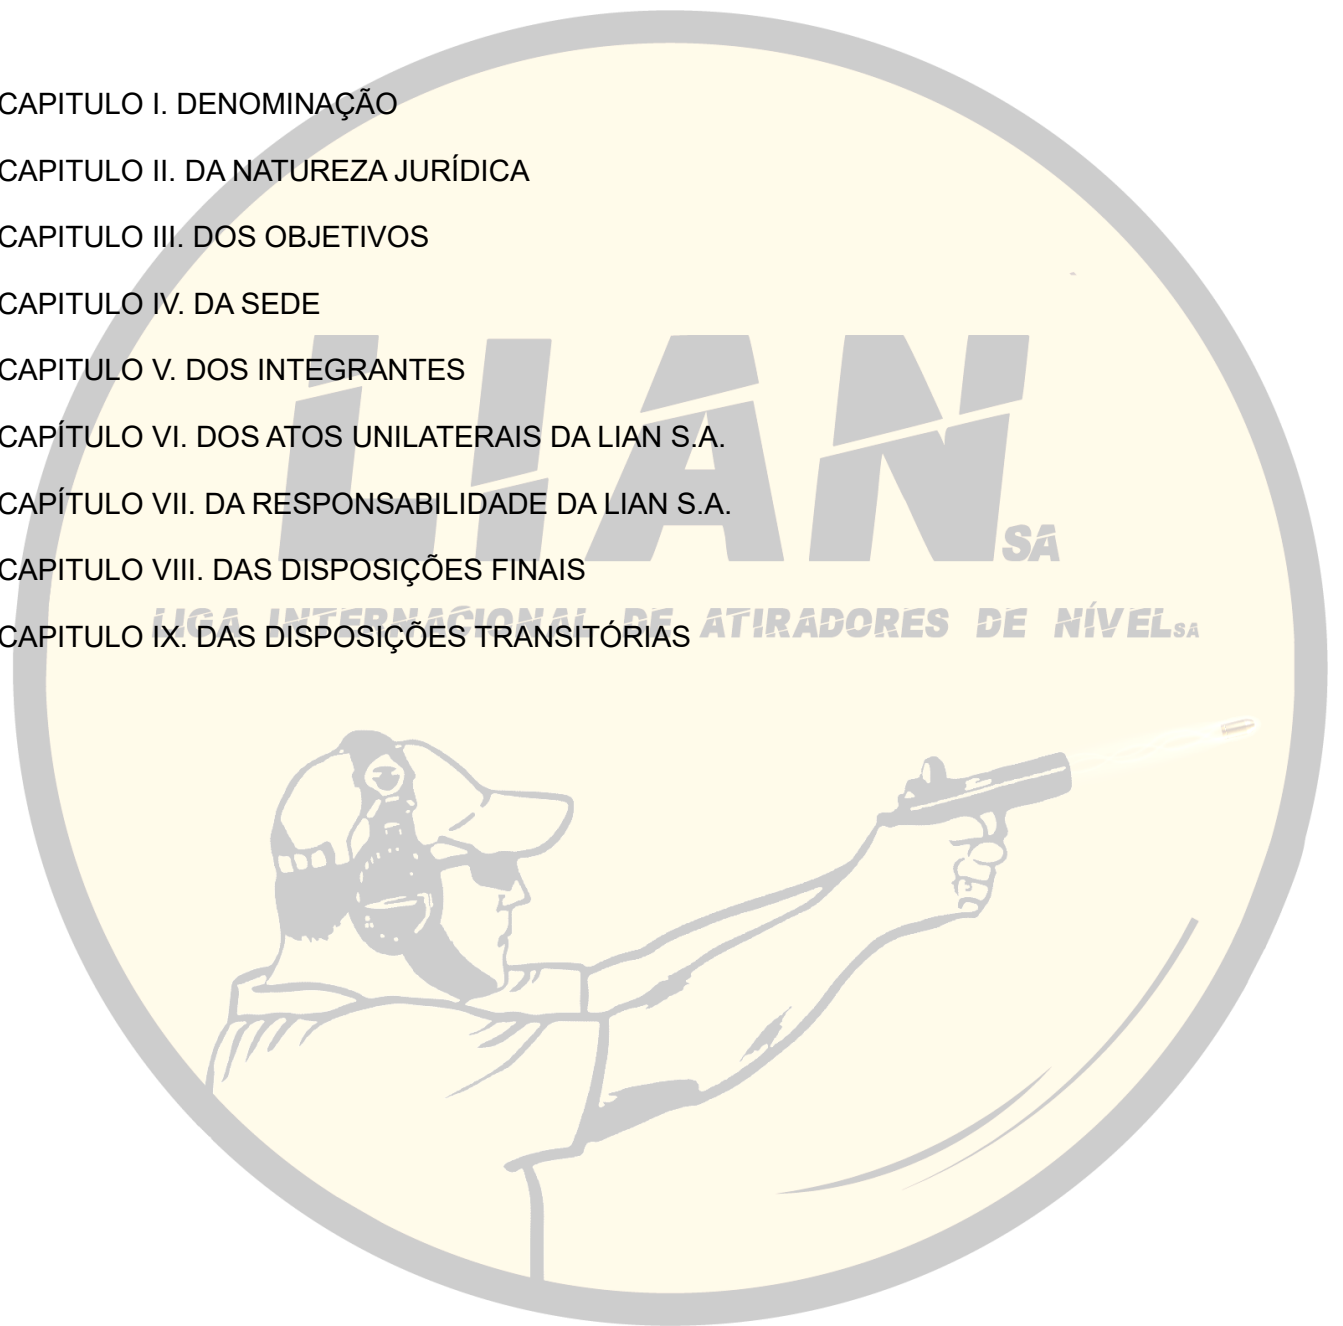 CAPITULO I. DENOMINAÇÃO
CAPITULO II. DA NATUREZA JURÍDICA
CAPITULO III. DOS OBJETIVOS
CAPITULO IV. DA SEDE
CAPITULO V. DOS INTEGRANTES
CAPÍTULO VI. DOS ATOS UNILATERAIS DA LIAN S.A.
CAPÍTULO VII. DA RESPONSABILIDADE DA LIAN S.A.
CAPITULO VIII. DAS DISPOSIÇÕES FINAIS
CAPITULO IX. DAS DISPOSIÇÕES TRANSITÓRIAS
LIAN SA
LIGA INTERNACIONAL DE ATIRADORES DE NÍVEL SA